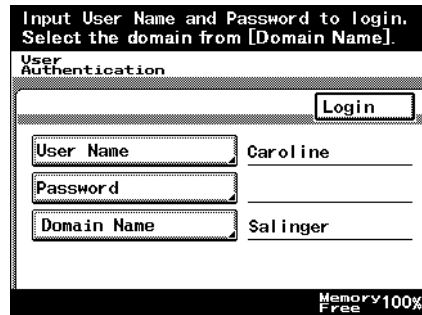 Input User Name and Password to login.
Select the domain from [Domain Name].
User
Authentication
Login
User Name Caroline
Password
Domain Name Salinger
Memory
Free 100%